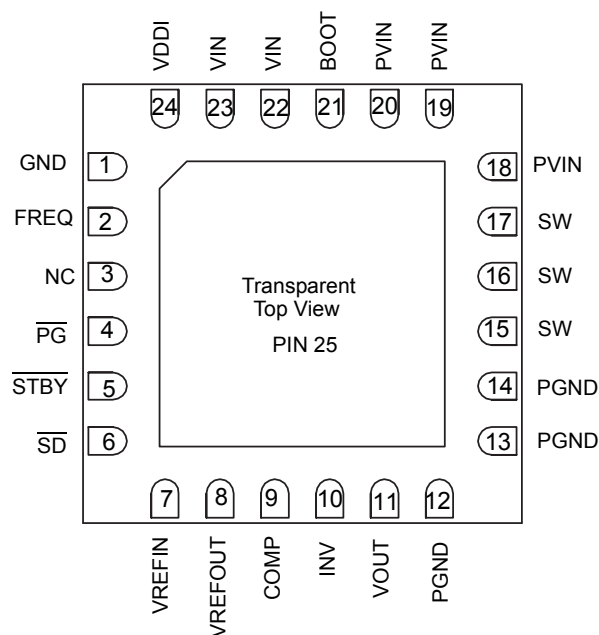 VDDI
VIN
VIN
BOOT
PVIN
PVIN
24
23
22
21
20
19
GND 1
18 PVIN
FREQ 2
17 SW
NC 3
16 SW
PG 4
15 SW
STBY 5
14 PGND
SD 6
13 PGND
Transparent
Top View
PIN 25
7
8
9
10
11
12
VREFIN
VREFOUT
COMP
INV
VOUT
PGND